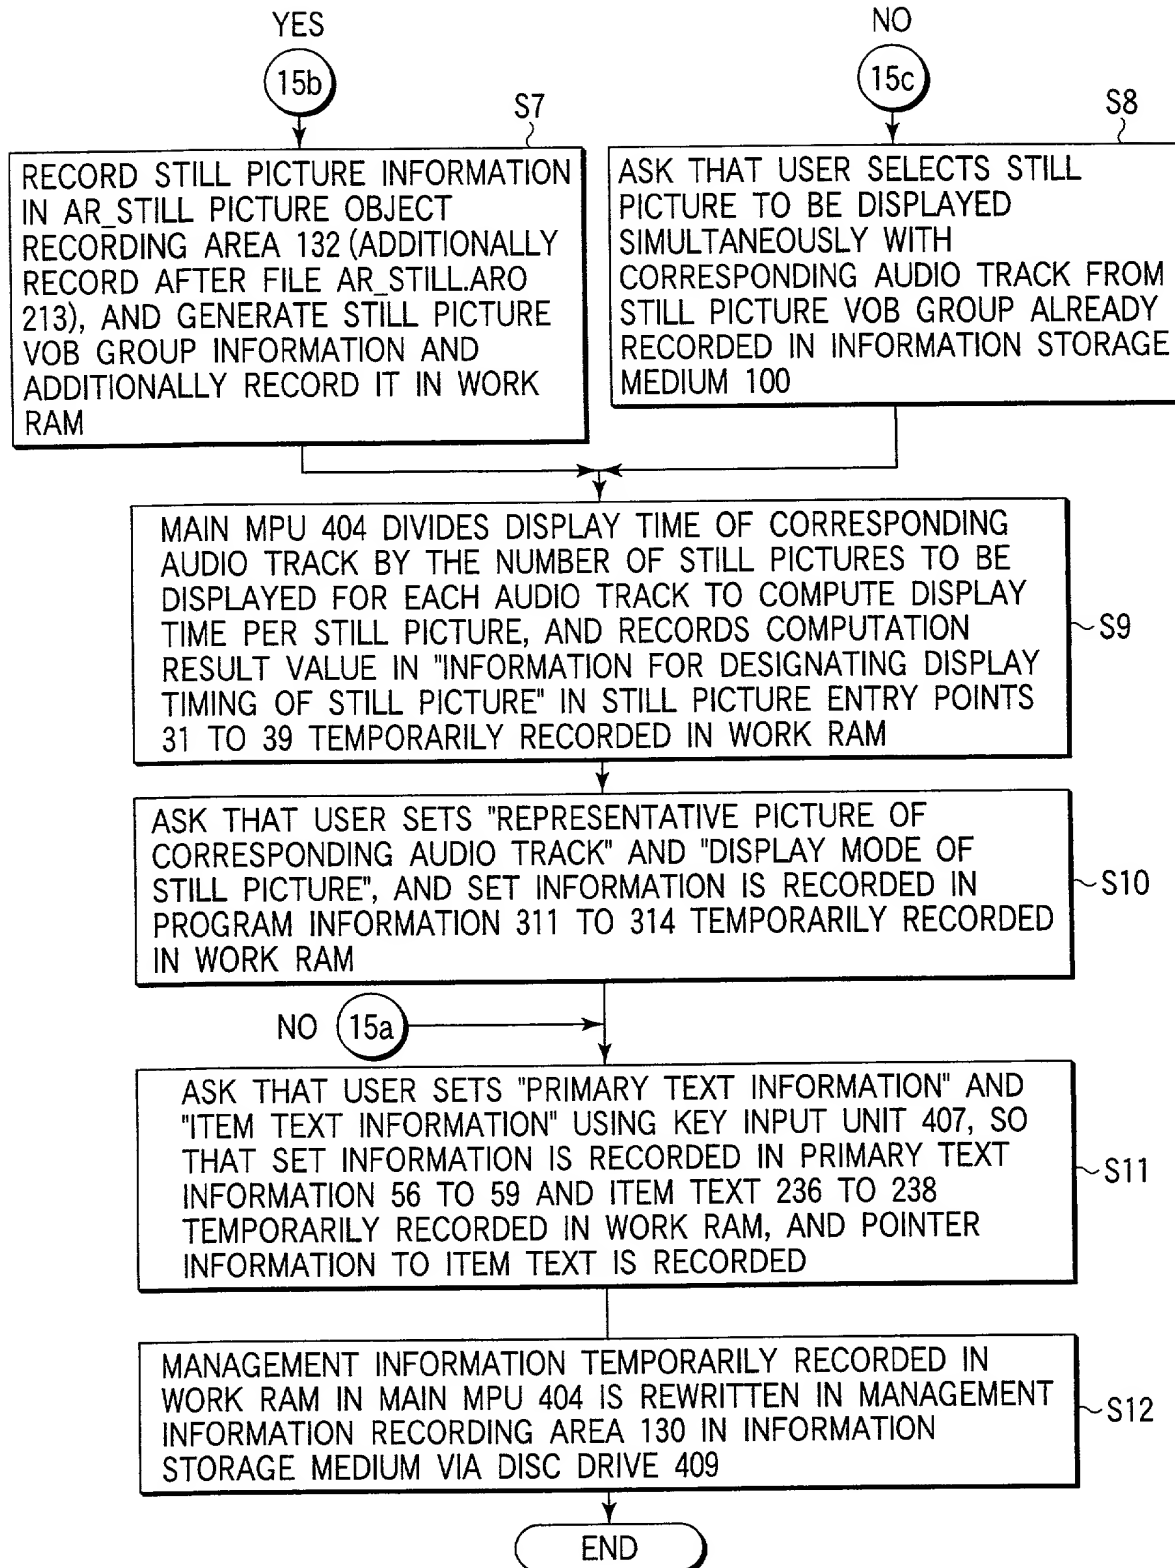 YES
15b
S7
RECORD STILL PICTURE INFORMATION
IN AR_STILL PICTURE OBJECT
RECORDING AREA 132 (ADDITIONALLY
RECORD AFTER FILE AR_STILL.ARO
213), AND GENERATE STILL PICTURE
VOB GROUP INFORMATION AND
ADDITIONALLY RECORD IT IN WORK
RAM
NO
15c
S8
ASK THAT USER SELECTS STILL
PICTURE TO BE DISPLAYED
SIMULTANEOUSLY WITH
CORRESPONDING AUDIO TRACK FROM
STILL PICTURE VOB GROUP ALREADY
RECORDED IN INFORMATION STORAGE
MEDIUM 100
MAIN MPU 404 DIVIDES DISPLAY TIME OF CORRESPONDING
AUDIO TRACK BY THE NUMBER OF STILL PICTURES TO BE
DISPLAYED FOR EACH AUDIO TRACK TO COMPUTE DISPLAY
TIME PER STILL PICTURE, AND RECORDS COMPUTATION
RESULT VALUE IN "INFORMATION FOR DESIGNATING DISPLAY
TIMING OF STILL PICTURE" IN STILL PICTURE ENTRY POINTS
31 TO 39 TEMPORARILY RECORDED IN WORK RAM
S9
ASK THAT USER SETS "REPRESENTATIVE PICTURE OF
CORRESPONDING AUDIO TRACK" AND "DISPLAY MODE OF
STILL PICTURE", AND SET INFORMATION IS RECORDED IN
PROGRAM INFORMATION 311 TO 314 TEMPORARILY RECORDED
IN WORK RAM
S10
NO 15a
ASK THAT USER SETS "PRIMARY TEXT INFORMATION" AND
"ITEM TEXT INFORMATION" USING KEY INPUT UNIT 407, SO
THAT SET INFORMATION IS RECORDED IN PRIMARY TEXT
INFORMATION 56 TO 59 AND ITEM TEXT 236 TO 238
TEMPORARILY RECORDED IN WORK RAM, AND POINTER
INFORMATION TO ITEM TEXT IS RECORDED
S11
MANAGEMENT INFORMATION TEMPORARILY RECORDED IN
WORK RAM IN MAIN MPU 404 IS REWRITTEN IN MANAGEMENT
INFORMATION RECORDING AREA 130 IN INFORMATION
STORAGE MEDIUM VIA DISC DRIVE 409
S12
END